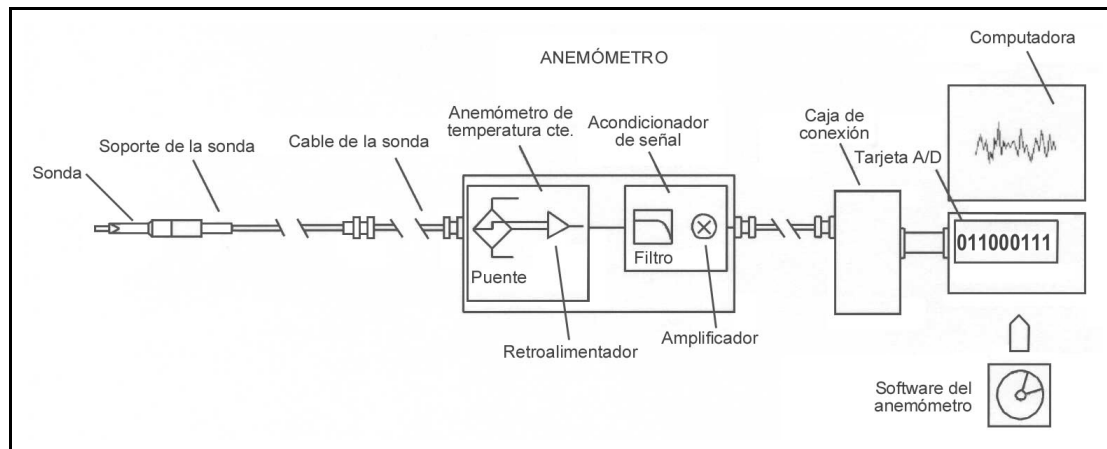 Computadora
ANEMÓMETRO
Anemómetro de
temperatura cte.
Acondicionador
de señal
Caja de
conexión
Cable de la sonda
Soporte de la sonda
Sonda
Tarjeta A/D
011000111
Puente
Filtro
Retroalimentador
Amplificador
Software del
anemómetro